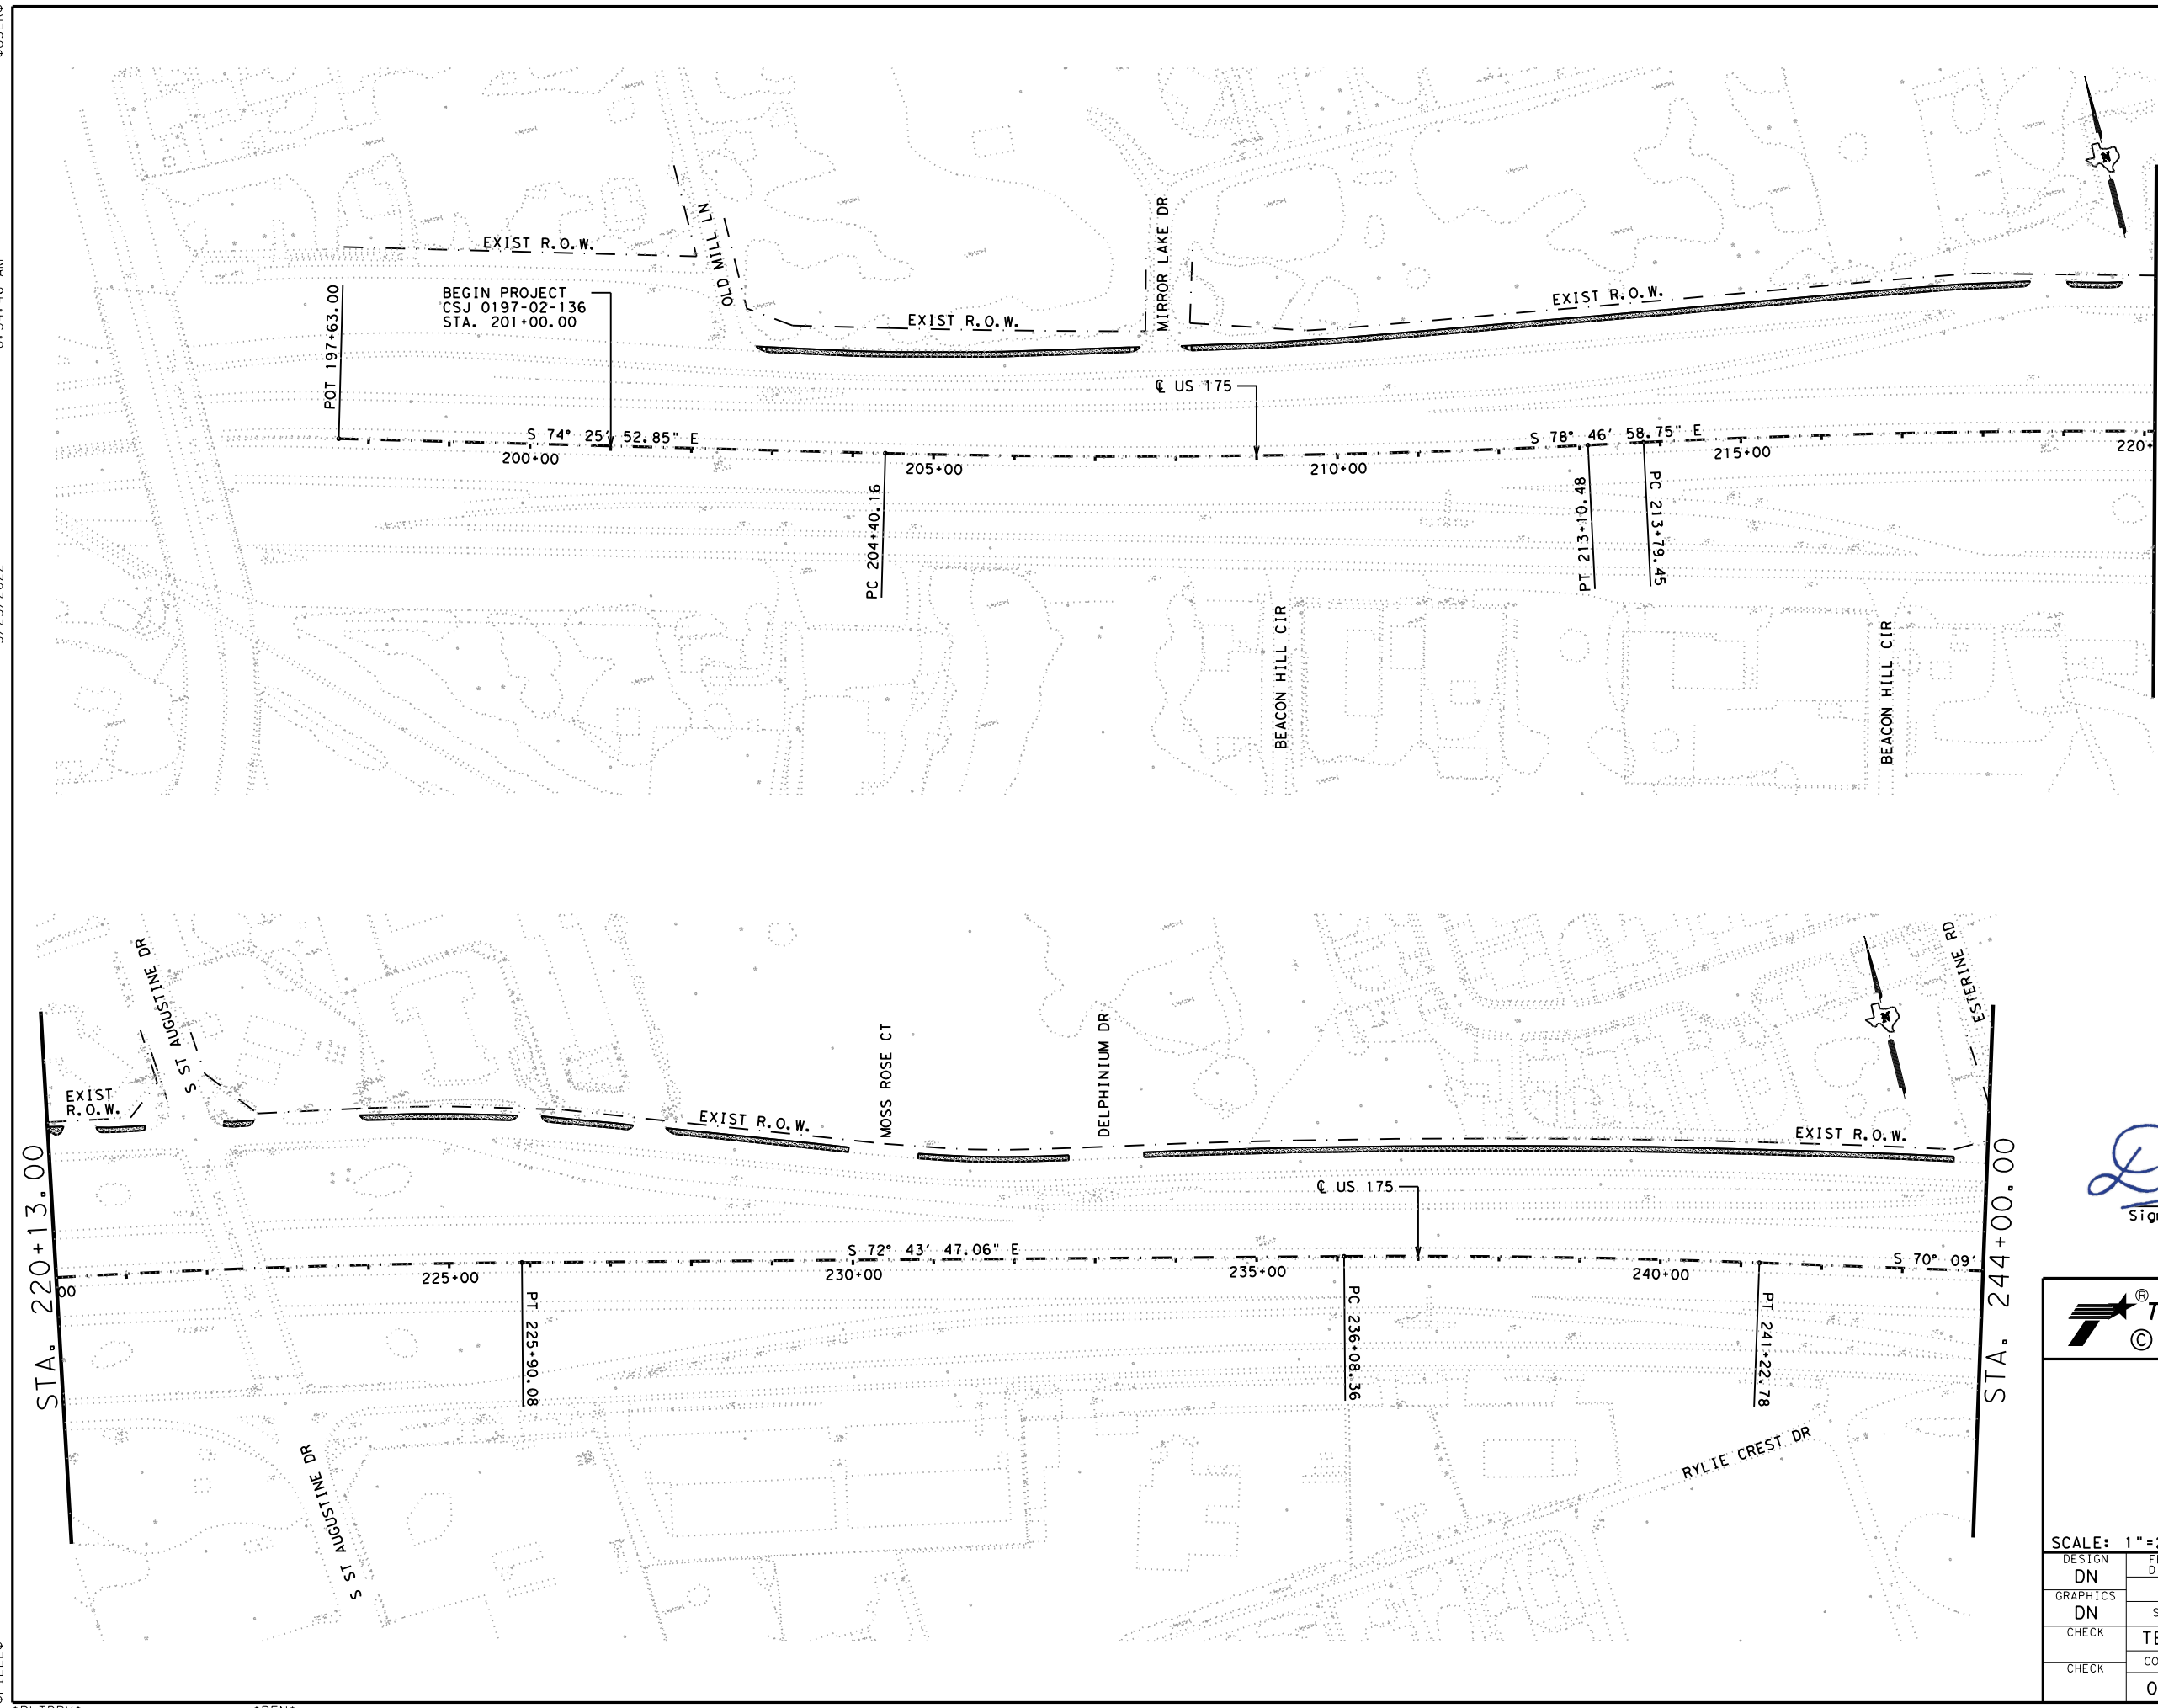 EXIST R.O.W.
OLD MILL LN
MIRROR LAKE DR
N
BEGIN PROJECT
CSJ 0197-02-136
STA. 201+00.00
POT 197+63.00
EXIST R.O.W.
EXIST R.O.W.
℄ US 175
S 74° 25' 52.85" E
S 78° 46' 58.75" E
200+00
205+00
210+00
215+00
220+
PC 204+40.16
PT 213+10.48
PC 213+79.45
BEACON HILL CIR
BEACON HILL CIR
S ST AUGUSTINE DR
ESTERINE RD
MOSS ROSE CT
DELPHINIUM DR
N
EXIST
R.O.W.
EXIST R.O.W.
EXIST R.O.W.
STA. 220+13.00
STA. 244+00.00
℄ US 175
S 72° 43' 47.06" E
S 70° 09'
00
225+00
230+00
235+00
240+00
PT 225+90.08
PC 236+08.36
PT 241+22.78
S ST AUGUSTINE DR
RYLIE CREST DR
®
©
SCALE: 1"=
DESIGN
DN
GRAPHICS
DN
CHECK
CHECK